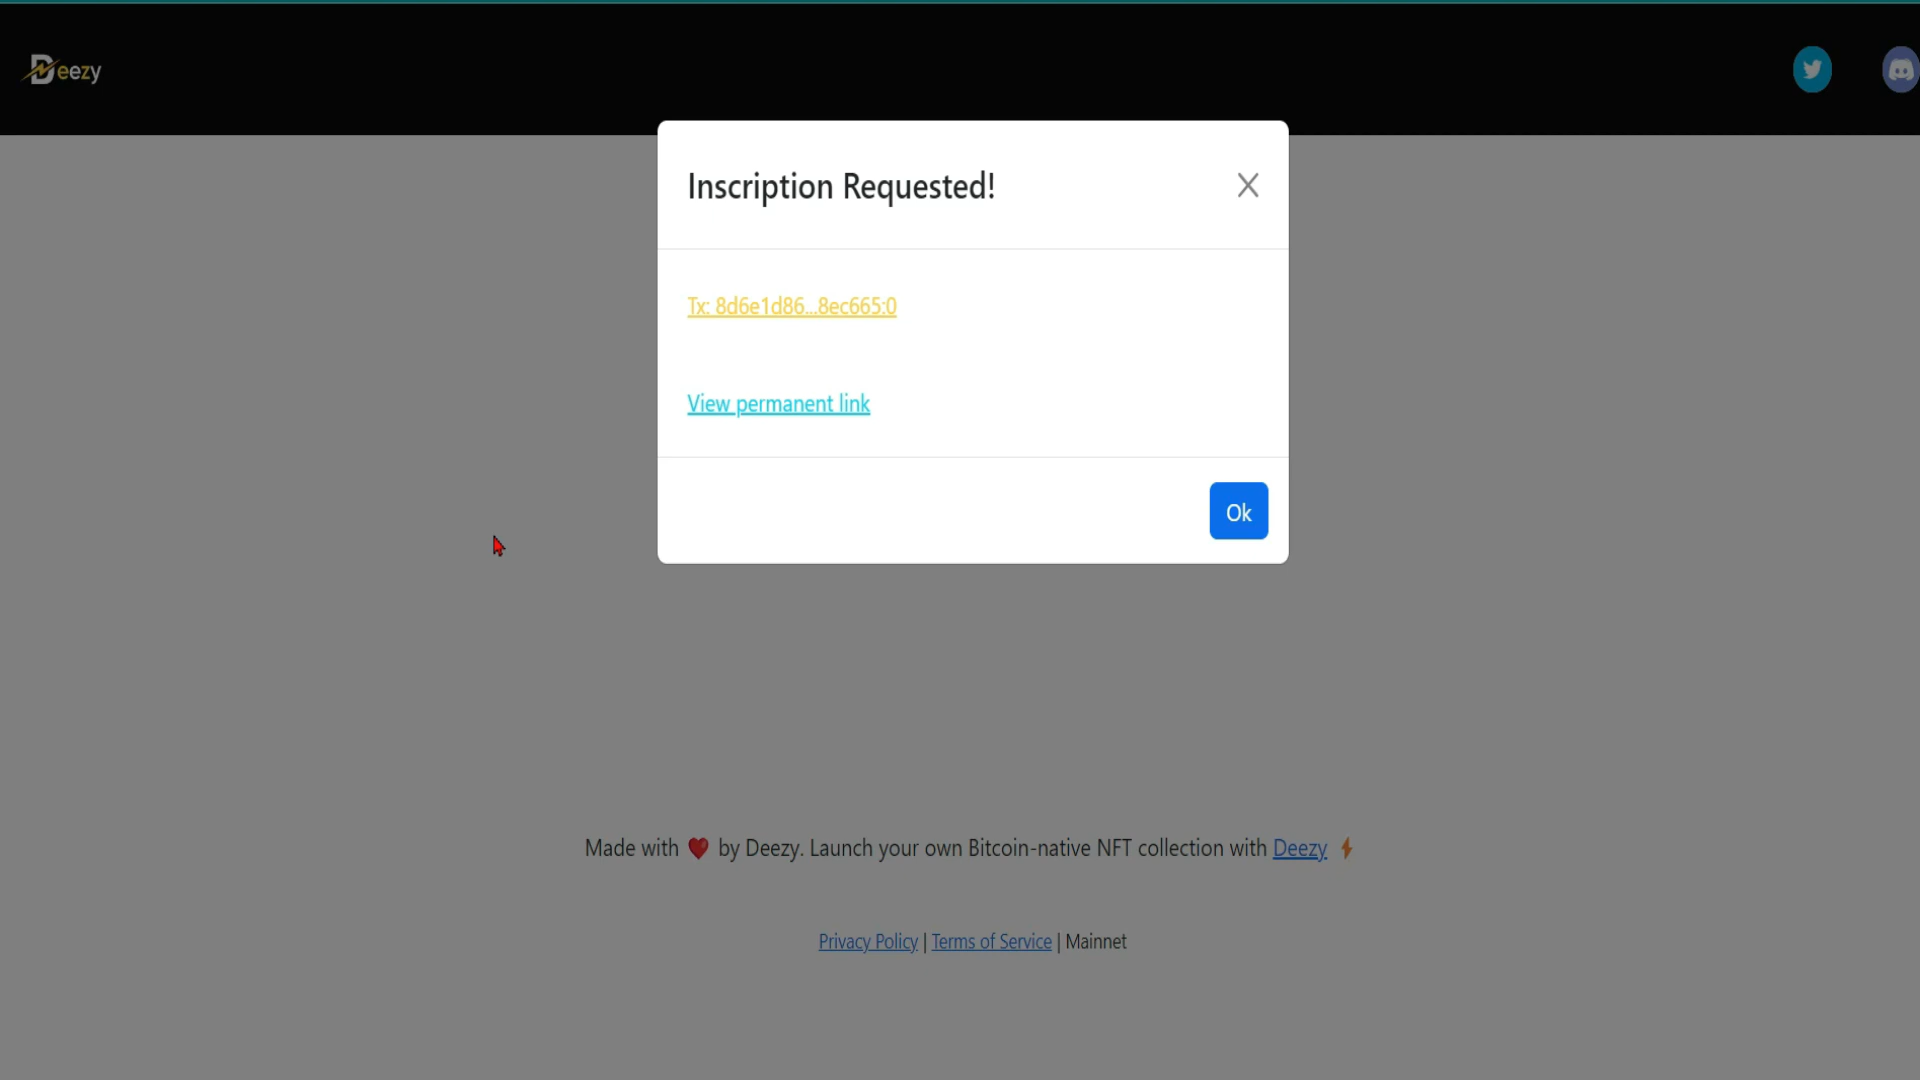 Deezy
Inscription Requested!
Tx: 8d6e1d86...8ec665:0
View permanent link
Ok
Made with ❤️ by Deezy. Launch your own Bitcoin-native NFT collection with Deezy ⚡
Privacy Policy | Terms of Service | Mainnet